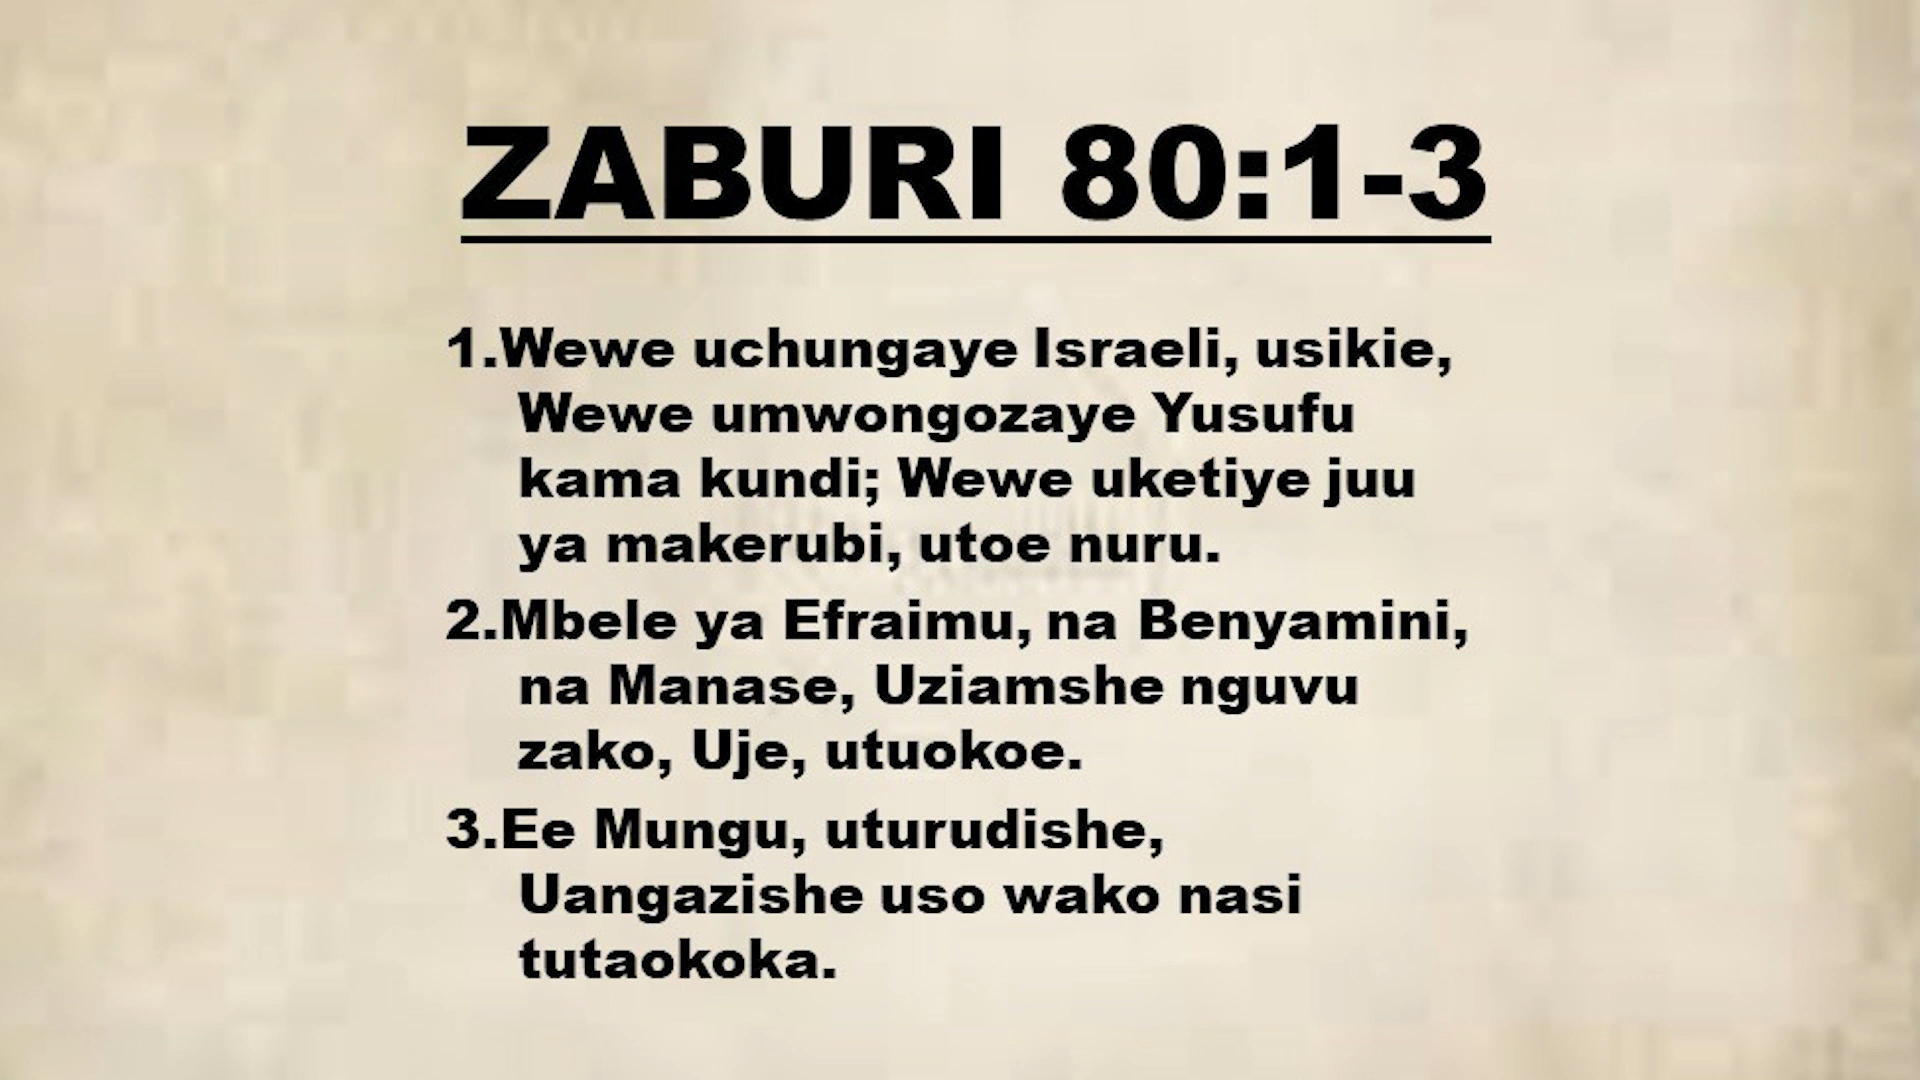 ZABURI 80:1-3
1.Wewe uchungaye Israeli, usikie,
Wewe umwongozaye Yusufu
kama kundi; Wewe uketiye juu
ya makerubi, utoe nuru.
2.Mbele ya Efraimu, na Benyamini,
na Manase, Uziamshe nguvu
zako, Uje, utuokoe.
3.Ee Mungu, uturudishe,
Uangazishe uso wako nasi
tutaokoka.